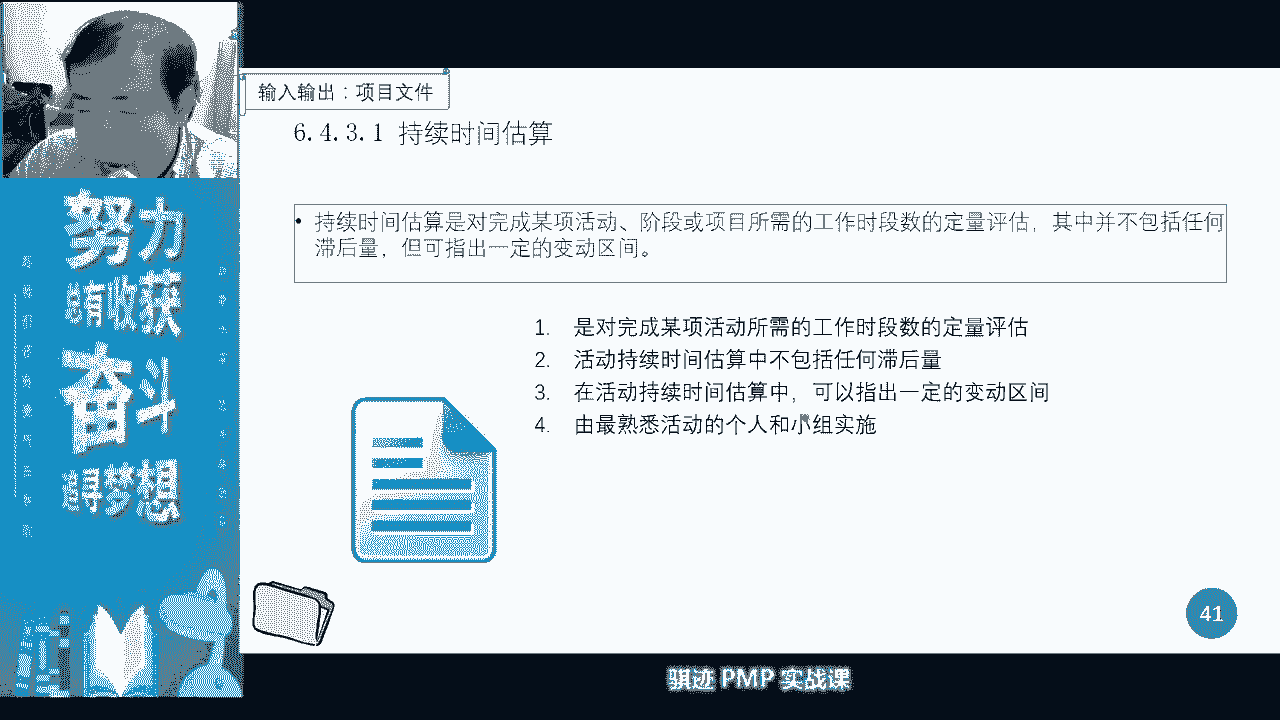 输入输出：项目文件
6.4.3.1 持续时间估算
• 持续时间估算是对完成某项活动、阶段或项目所需的工作时段数的定量评估，其中并不包括任何
滞后量，但可指出一定的变动区间。
1. 是对完成某项活动所需的工作时段数的定量评估
2. 活动持续时间估算中不包括任何滞后量
3. 在活动持续时间估算中，可以指出一定的变动区间
4. 由最熟悉活动的个人和小组实施
努力
收获
奋斗
梦想
41
骐迹 PMP 实战课